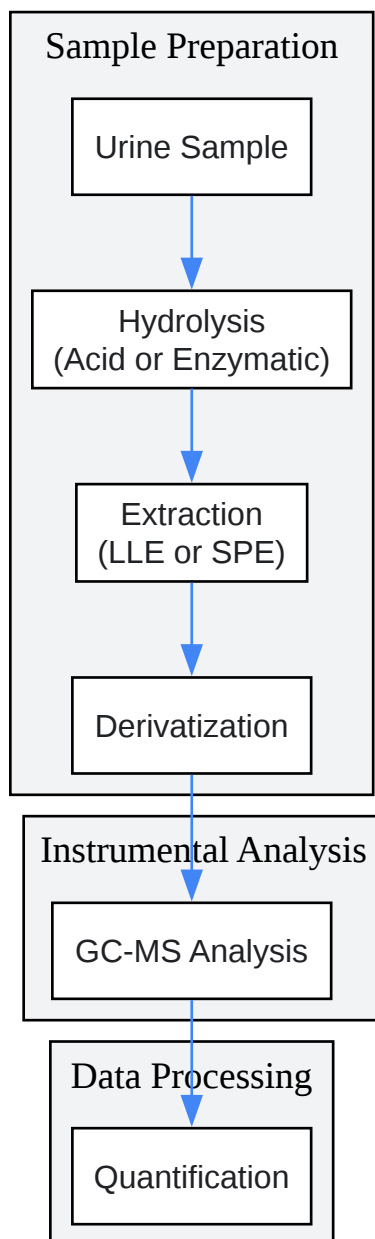 Sample Preparation
Urine Sample
Hydrolysis
(Acid or Enzymatic)
Extraction
(LLE or SPE)
Derivatization
Instrumental Analysis
GC-MS Analysis
Data Processing
Quantification